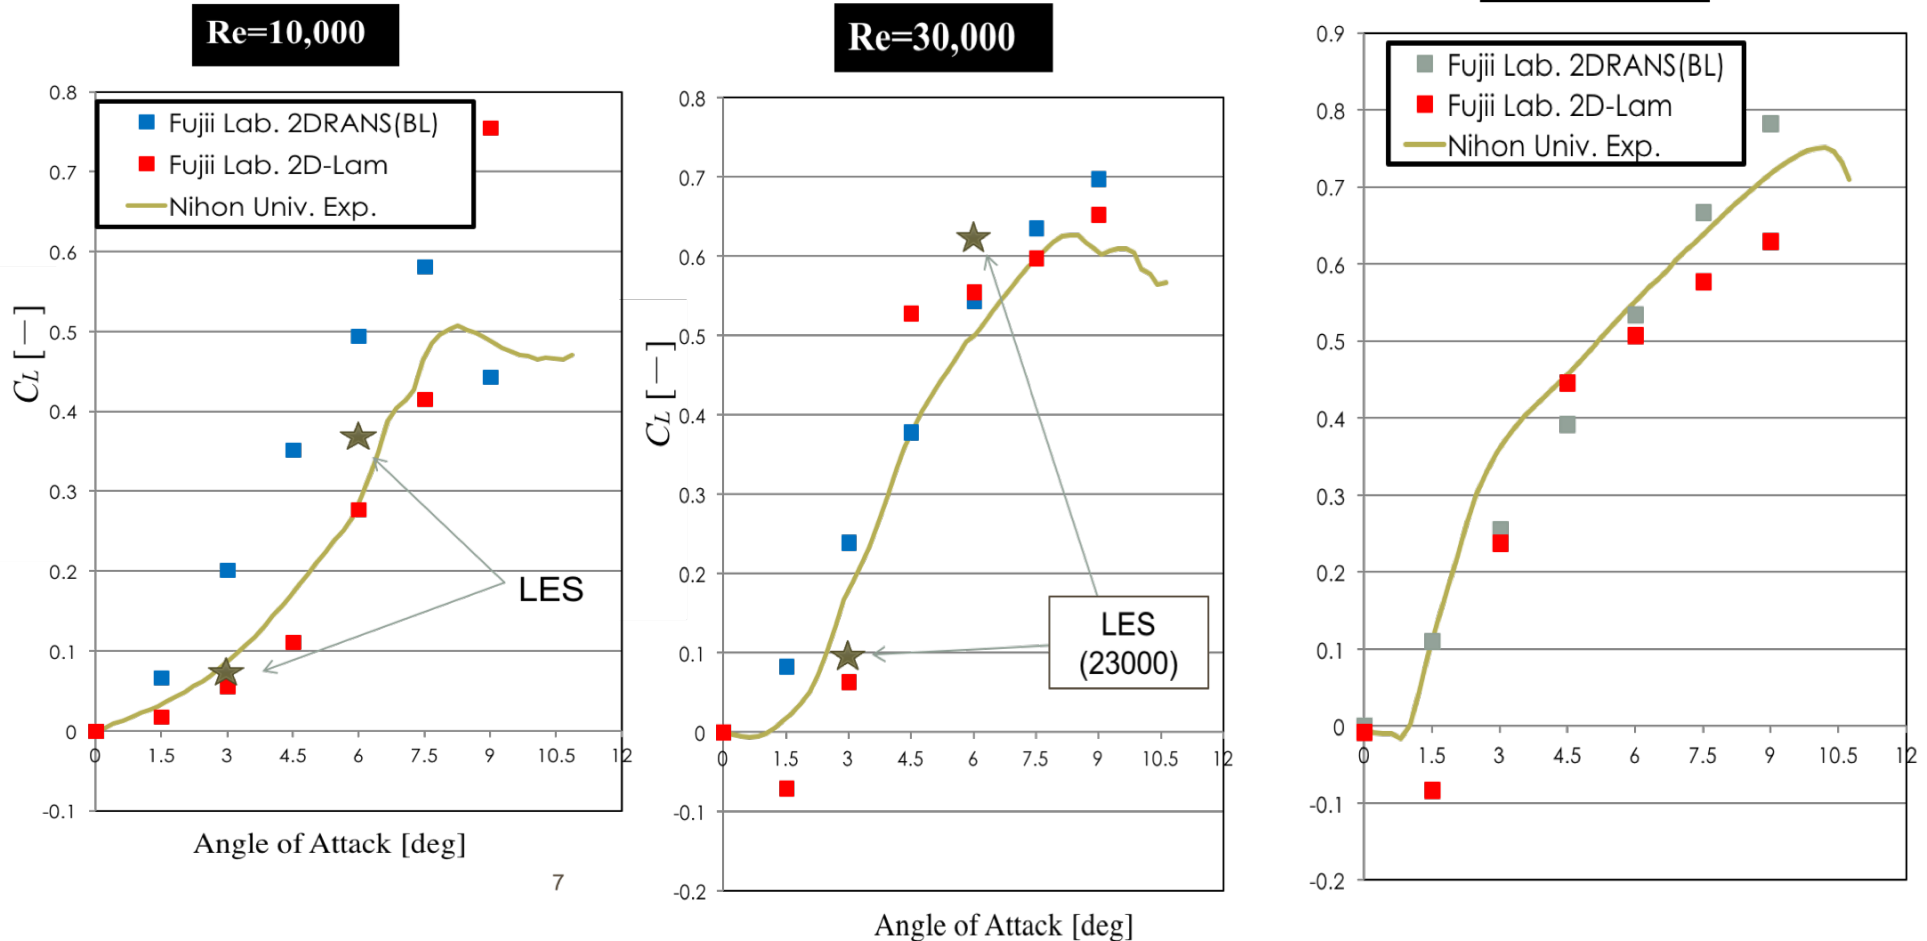 Re=10,000
0.8
0.7
0.6
0.5
0.4
0.3
0.2
0.1
0
-0.1
CL [—]
Fujii Lab. 2DRANS(BL)
Fujii Lab. 2D-Lam
Nihon Univ. Exp.
LES
0 1.5 3 4.5 6 7.5 9 10.5 12
Angle of Attack [deg]
7
Re=30,000
0.8
0.7
0.6
0.5
0.4
0.3
0.2
0.1
0
-0.1
-0.2
CL [—]
LES
(23000)
0 1.5 3 4.5 6 7.5 9 10.5 12
Angle of Attack [deg]
0.9
0.8
0.7
0.6
0.5
0.4
0.3
0.2
0.1
0
-0.1
-0.2
Fujii Lab. 2DRANS(BL)
Fujii Lab. 2D-Lam
Nihon Univ. Exp.
0 1.5 3 4.5 6 7.5 9 10.5 12